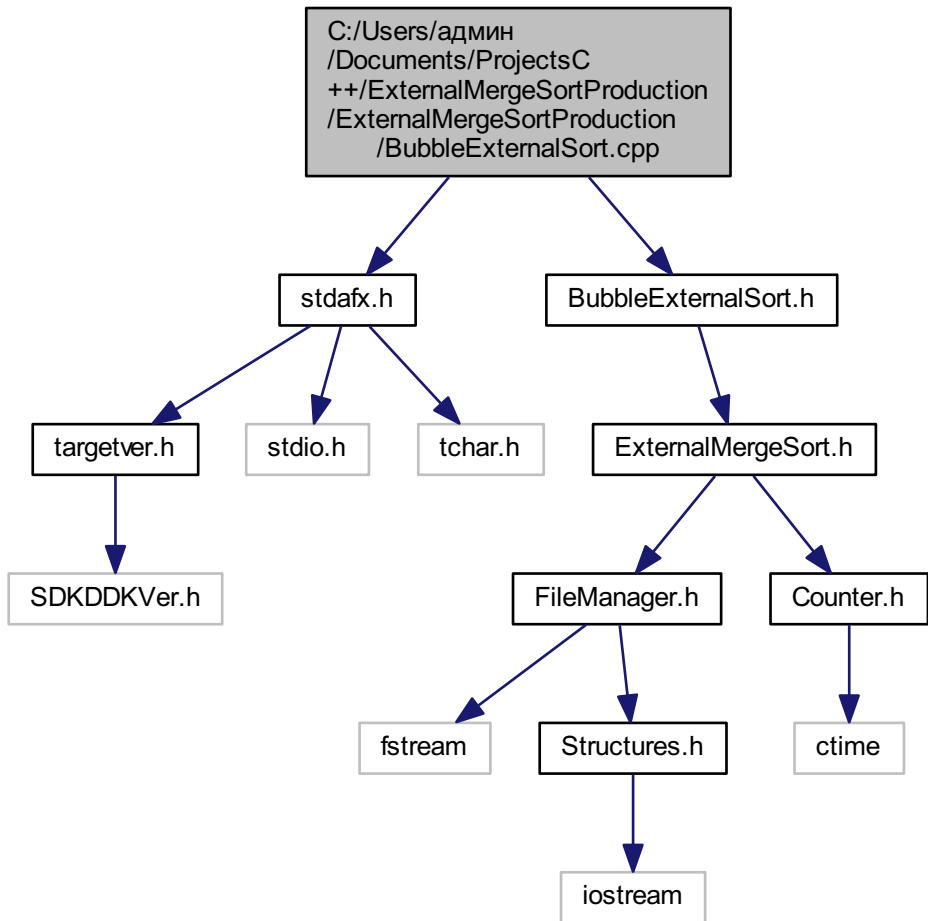 C:/Users/админ
/Documents/ProjectsC
++/ExternalMergeSortProduction
/ExternalMergeSortProduction
/BubbleExternalSort.cpp
stdafx.h
BubbleExternalSort.h
targetver.h
stdio.h
tchar.h
ExternalMergeSort.h
SDKDDKVer.h
FileManager.h
Counter.h
fstream
Structures.h
ctime
iostream